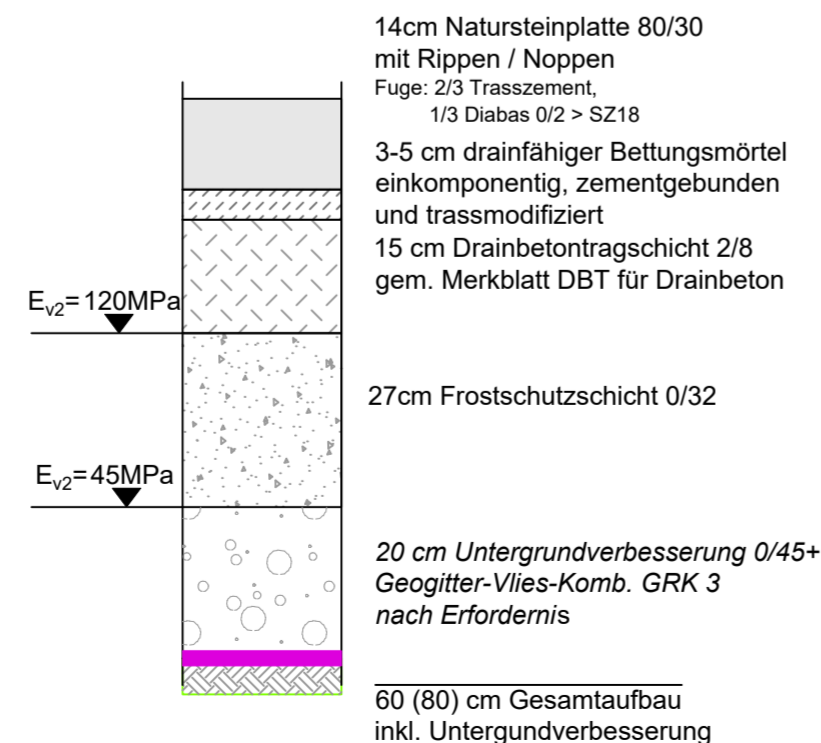 14cm Natursteinplatte 80/30
mit Rippen / Noppen
Fuge: 2/3 Trasszement,
1/3 Diabas 0/2 > SZ18
3-5 cm drainfähiger Bettungsmörtel
einkomponentig, zementgebunden
und trassmodifiziert
15 cm Drainbetontragschicht 2/8
gem. Merkblatt DBT für Drainbeton
Ev2= 120MPa
27cm Frostschutzschicht 0/32
Ev2= 45MPa
20 cm Untergrundverbesserung 0/45+
Geogitter-Vlies-Komb. GRK 3
nach Erfordernis
60 (80) cm Gesamtaufbau
inkl. Untergundverbesserung